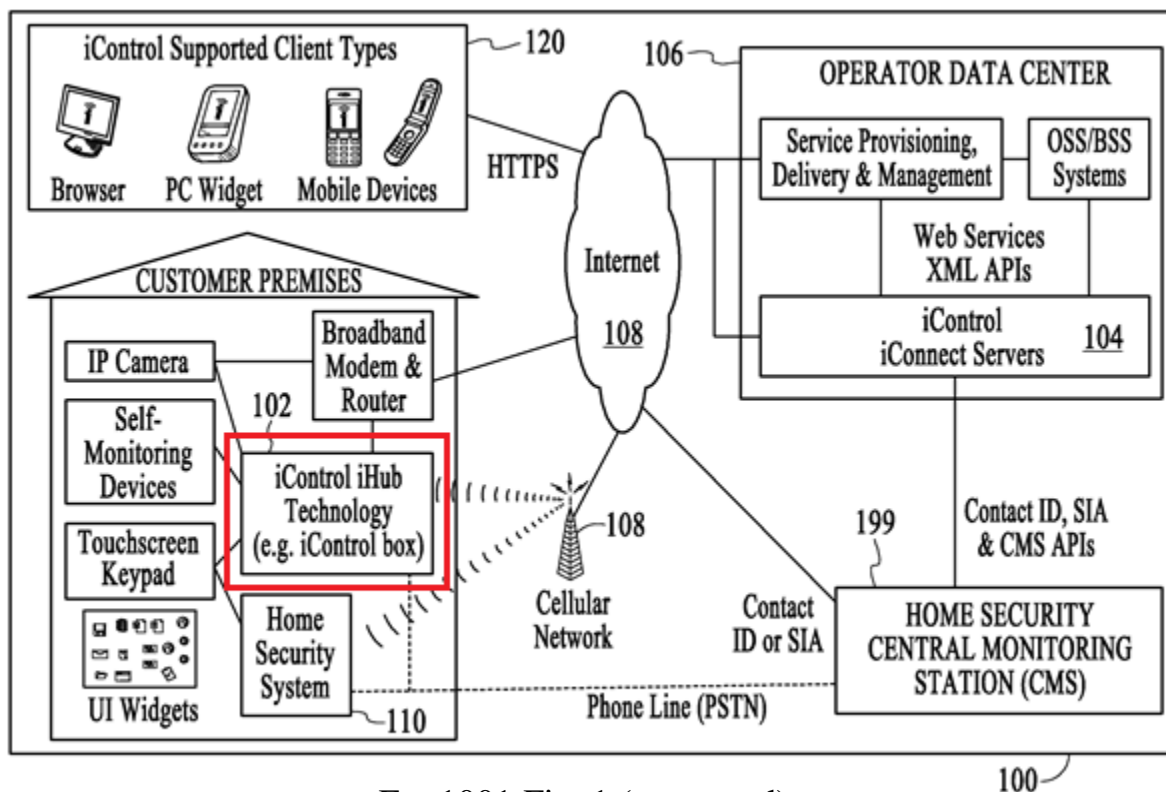 iControl Supported Client Types
120
Browser
PC Widget
Mobile Devices
HTTPS
106
OPERATOR DATA CENTER
Service Provisioning,
Delivery & Management
OSS/BSS
Systems
Web Services
XML APIs
iControl
iConnect Servers
104
Internet
108
CUSTOMER PREMISES
IP Camera
Broadband
Modem &
Router
102
Self-
Monitoring
Devices
iControl iHub
Technology
(e.g. iControl box)
Touchscreen
Keypad
UI Widgets
Home
Security
System
110
108
Cellular
Network
Contact
ID or SIA
Phone Line (PSTN)
Contact ID, SIA
& CMS APIs
199
HOME SECURITY
CENTRAL MONITORING
STATION (CMS)
100